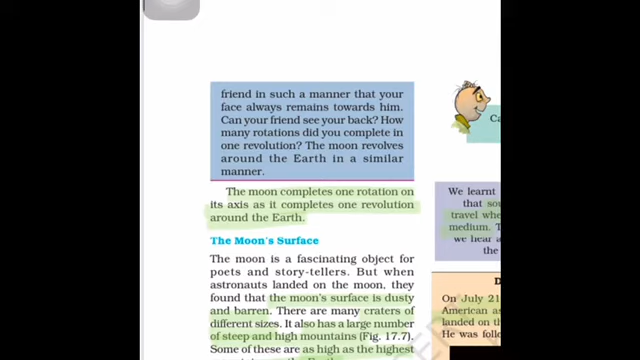 friend in such a manner that your
face always remains towards him.
Can your friend see your back? How
many rotations did you complete in
one revolution? The moon revolves
around the Earth in a similar
manner.
The moon completes one rotation on
its axis as it completes one revolution
around the Earth.
The Moon's Surface
The moon is a fascinating object for
poets and story-tellers. But when
astronauts landed on the moon, they
found that the moon's surface is dusty
and barren. There are many craters of
different sizes. It also has a large number
of steep and high mountains (Fig. 17.7).
Some of these are as high as the highest
Ca
We learnt
that sou
travel whe
medium. T
we hear a
the
D
On July 21
American as
landed on th
He was follo